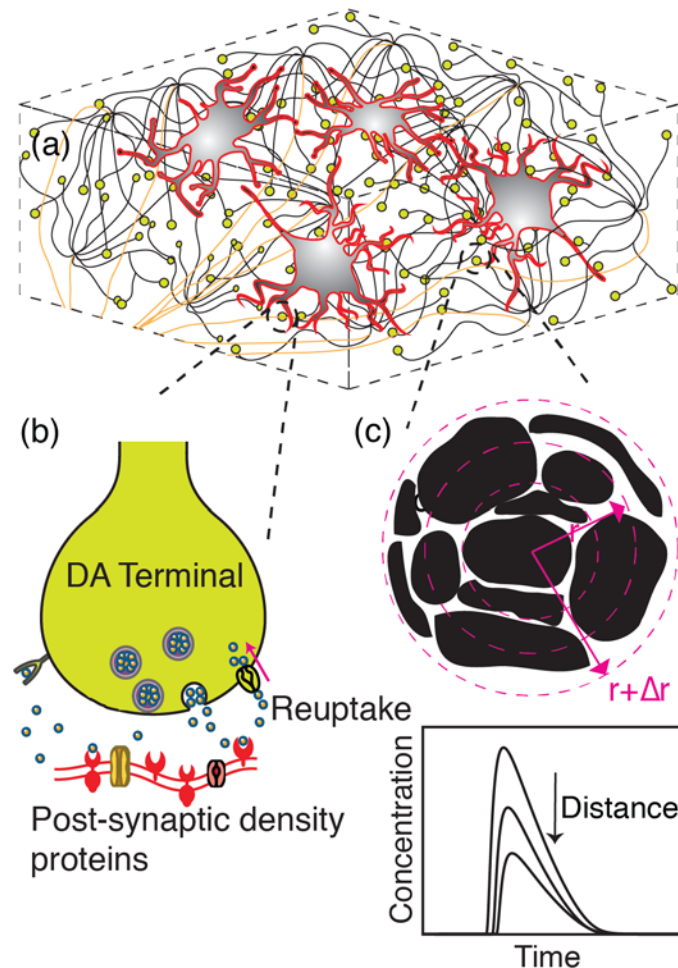 (a)
(b)
DA Terminal
Reuptake
Post-synaptic density
proteins
(c)
r
r+Δr
Concentration
Distance
Time